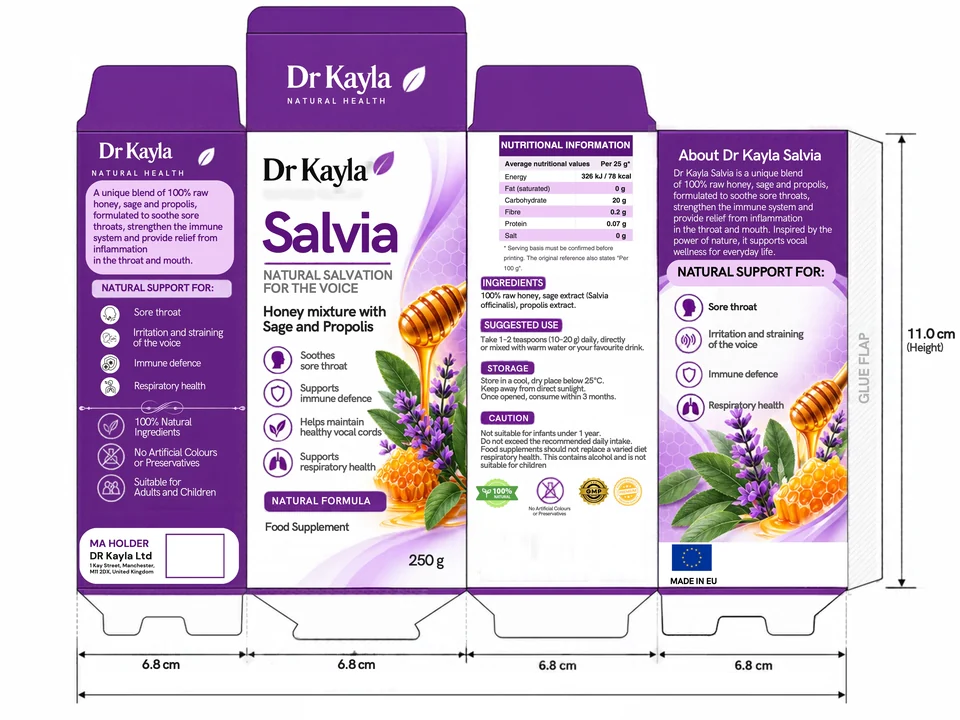 Dr Kayla
NATURAL HEALTH
Dr Kayla
NATURAL HEALTH
A unique blend of 100% raw
honey, sage and propolis,
formulated to soothe sore
throats, strengthen the immune
system and provide relief from
inflammation
in the throat and mouth.
NATURAL SUPPORT FOR:
Sore throat
Irritation and straining
of the voice
Immune defence
Respiratory health
100% Natural
Ingredients
No Artificial Colours
or Preservatives
Suitable for
Adults and Children
MA HOLDER
DR Kayla Ltd
1 Kay Street, Manchester,
M11 2DX, United Kingdom
Dr Kayla
Salvia
NATURAL SALVATION
FOR THE VOICE
Honey mixture with
Sage and Propolis
Soothes
sore throat
Supports
immune defence
Helps maintain
healthy vocal cords
Supports
respiratory health
NATURAL FORMULA
Food Supplement
250 g
NUTRITIONAL INFORMATION
Average nutritional values Per 25 g*
Energy 326 kJ / 78 kcal
Fat (saturated) 0 g
Carbohydrate 20 g
Fibre 0.2 g
Protein 0.07 g
Salt 0 g
* Serving basis must be confirmed before
printing. The original reference also states "Per
100 g".
INGREDIENTS
100% raw honey, sage extract (Salvia
officinalis), propolis extract.
SUGGESTED USE
Take 1–2 teaspoons (10–20 g) daily, directly
or mixed with warm water or your favourite drink.
STORAGE
Store in a cool, dry place below 25°C.
Keep away from direct sunlight.
Once opened, consume within 3 months.
CAUTION
Not suitable for infants under 1 year.
Do not exceed the recommended daily intake.
Food supplements should not replace a varied diet
respiratory health. This contains alcohol and is not
suitable for children
100%
NATURAL
No Artificial Colours
or Preservatives
GMP
About Dr Kayla Salvia
Dr Kayla Salvia is a unique blend
of 100% raw honey, sage and propolis,
formulated to soothe sore throats,
strengthen the immune system and
provide relief from inflammation
in the throat and mouth. Inspired by the
power of nature, it supports vocal
wellness for everyday life.
NATURAL SUPPORT FOR:
Sore throat
Irritation and straining
of the voice
Immune defence
Respiratory health
MADE IN EU
GLUE FLAP
11.0 cm
(Height)
6.8 cm
6.8 cm
6.8 cm
6.8 cm